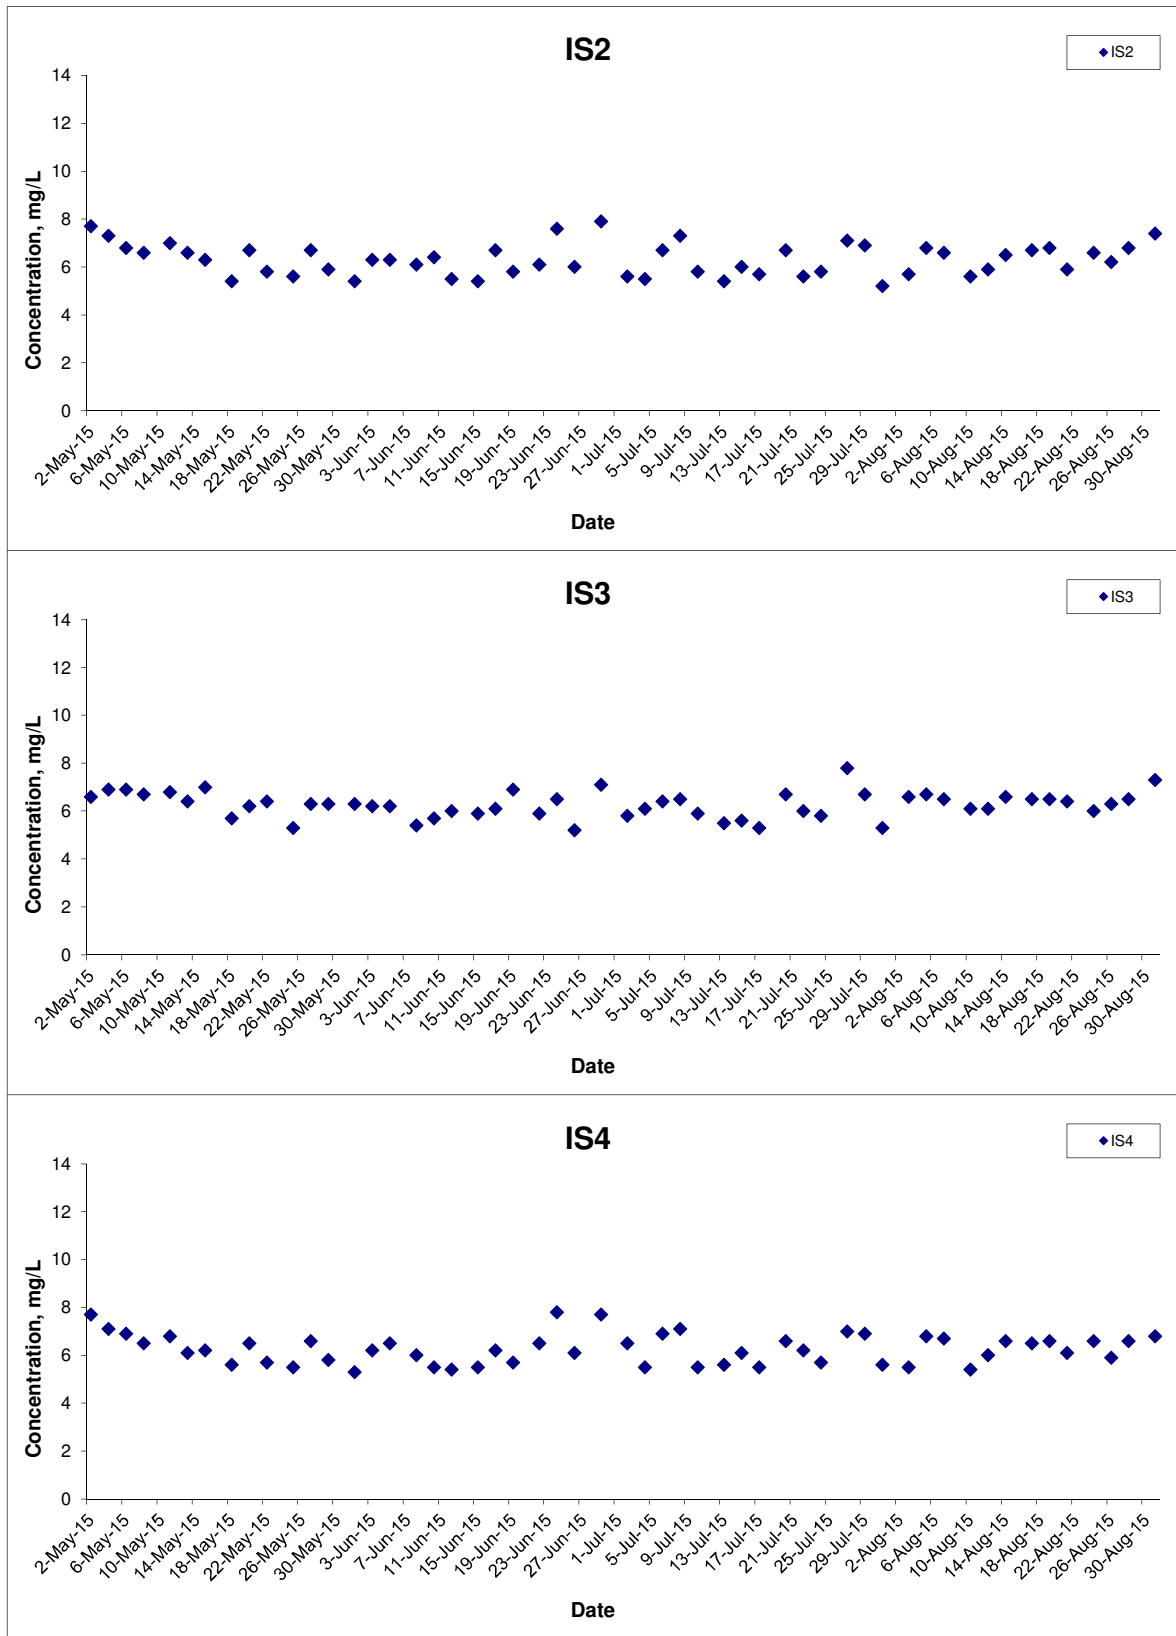 IS2
IS2
14
12
10
8
6
4
2
0
Concentration, mg/L
2-May-15
6-May-15
10-May-15
14-May-15
18-May-15
22-May-15
26-May-15
30-May-15
3-Jun-15
7-Jun-15
11-Jun-15
15-Jun-15
19-Jun-15
23-Jun-15
27-Jun-15
1-Jul-15
5-Jul-15
9-Jul-15
13-Jul-15
17-Jul-15
21-Jul-15
25-Jul-15
29-Jul-15
2-Aug-15
6-Aug-15
10-Aug-15
14-Aug-15
18-Aug-15
22-Aug-15
26-Aug-15
30-Aug-15
Date
IS3
IS3
14
12
10
8
6
4
2
0
Concentration, mg/L
2-May-15
6-May-15
10-May-15
14-May-15
18-May-15
22-May-15
26-May-15
30-May-15
3-Jun-15
7-Jun-15
11-Jun-15
15-Jun-15
19-Jun-15
23-Jun-15
27-Jun-15
1-Jul-15
5-Jul-15
9-Jul-15
13-Jul-15
17-Jul-15
21-Jul-15
25-Jul-15
29-Jul-15
2-Aug-15
6-Aug-15
10-Aug-15
14-Aug-15
18-Aug-15
22-Aug-15
26-Aug-15
30-Aug-15
Date
IS4
IS4
14
12
10
8
6
4
2
0
Concentration, mg/L
2-May-15
6-May-15
10-May-15
14-May-15
18-May-15
22-May-15
26-May-15
30-May-15
3-Jun-15
7-Jun-15
11-Jun-15
15-Jun-15
19-Jun-15
23-Jun-15
27-Jun-15
1-Jul-15
5-Jul-15
9-Jul-15
13-Jul-15
17-Jul-15
21-Jul-15
25-Jul-15
29-Jul-15
2-Aug-15
6-Aug-15
10-Aug-15
14-Aug-15
18-Aug-15
22-Aug-15
26-Aug-15
30-Aug-15
Date